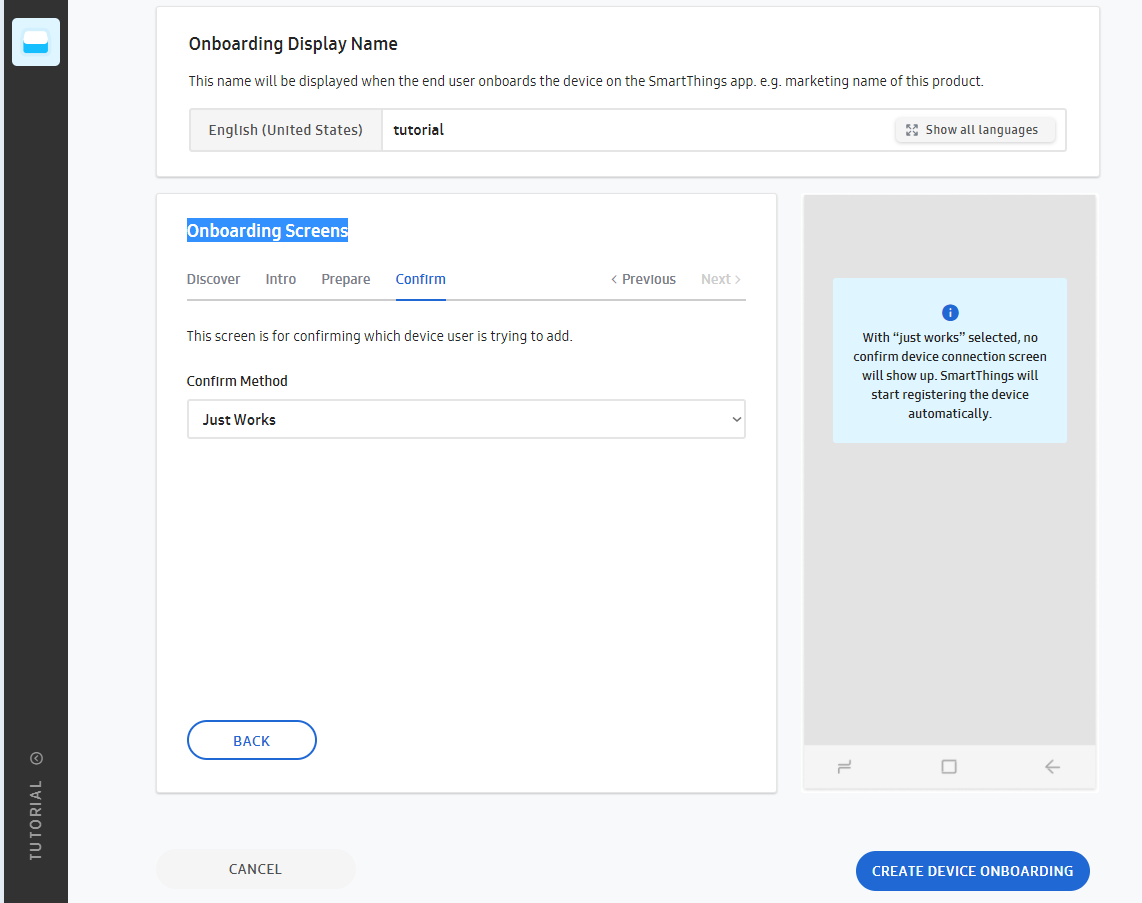 Onboarding Display Name
This name will be displayed when the end user onboards the device on the SmartThings app. e.g. marketing name of this product.
English (United States)
tutorial
Show all languages
Onboarding Screens
Discover
Intro
Prepare
Confirm
Previous
Next
This screen is for confirming which device user is trying to add.
Confirm Method
Just Works
BACK
With “just works” selected, no
confirm device connection screen
will show up. SmartThings will
start registering the device
automatically.
TUTORIAL
CANCEL
CREATE DEVICE ONBOARDING